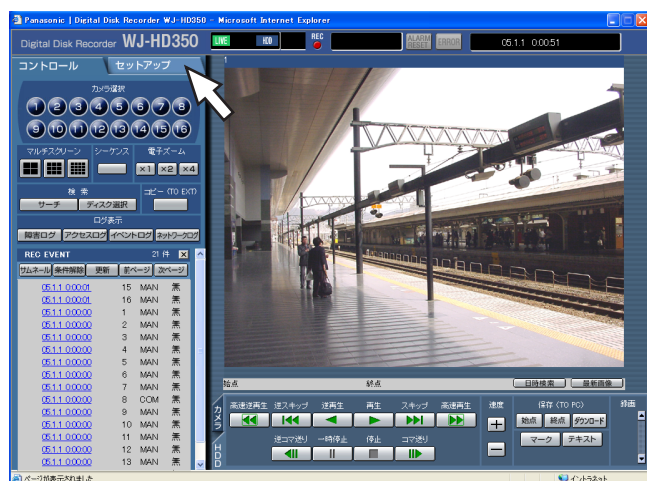 Panasonic | Digital Disk Recorder WJ-HD350 - Microsoft Internet Explorer
Digital Disk Recorder WJ-HD350
LIVE HDD REC ALARM RESET ERROR 05.1.1 0:00:51
コントロール セットアップ
1
カメラ選択
1 2 3 4 5 6 7 8
9 10 11 12 13 14 15 16
マルチスクリーン シーケンス 電子ズーム
×1 ×2 ×4
検索 コピー (TO EXT)
サーチ ディスク選択
ログ表示
障害ログ アクセスログ イベントログ ネットワークログ
REC EVENT 21 件
サムネール 条件解除 更新 前ページ 次ページ
05.1.1 0:00:01 15 MAN 無
05.1.1 0:00:01 16 MAN 無
05.1.1 0:00:00 1 MAN 無
05.1.1 0:00:00 2 MAN 無
05.1.1 0:00:00 3 MAN 無
05.1.1 0:00:00 4 MAN 無
05.1.1 0:00:00 5 MAN 無
05.1.1 0:00:00 6 MAN 無
05.1.1 0:00:00 7 MAN 無
05.1.1 0:00:00 8 COM 無
05.1.1 0:00:00 9 MAN 無
05.1.1 0:00:00 10 MAN 無
05.1.1 0:00:00 11 MAN 無
05.1.1 0:00:00 12 MAN 無
05.1.1 0:00:00 13 MAN 無
始点 終点 日時検索 最新画像
カメラ
HDD
高速逆再生 逆スキップ 逆再生 再生 スキップ 高速再生
逆コマ送り 一時停止 停止 コマ送り
速度
+
−
保存 (TO PC)
始点 終点 ダウンロード
マーク テキスト
録画
ページが表示されました
イントラネット